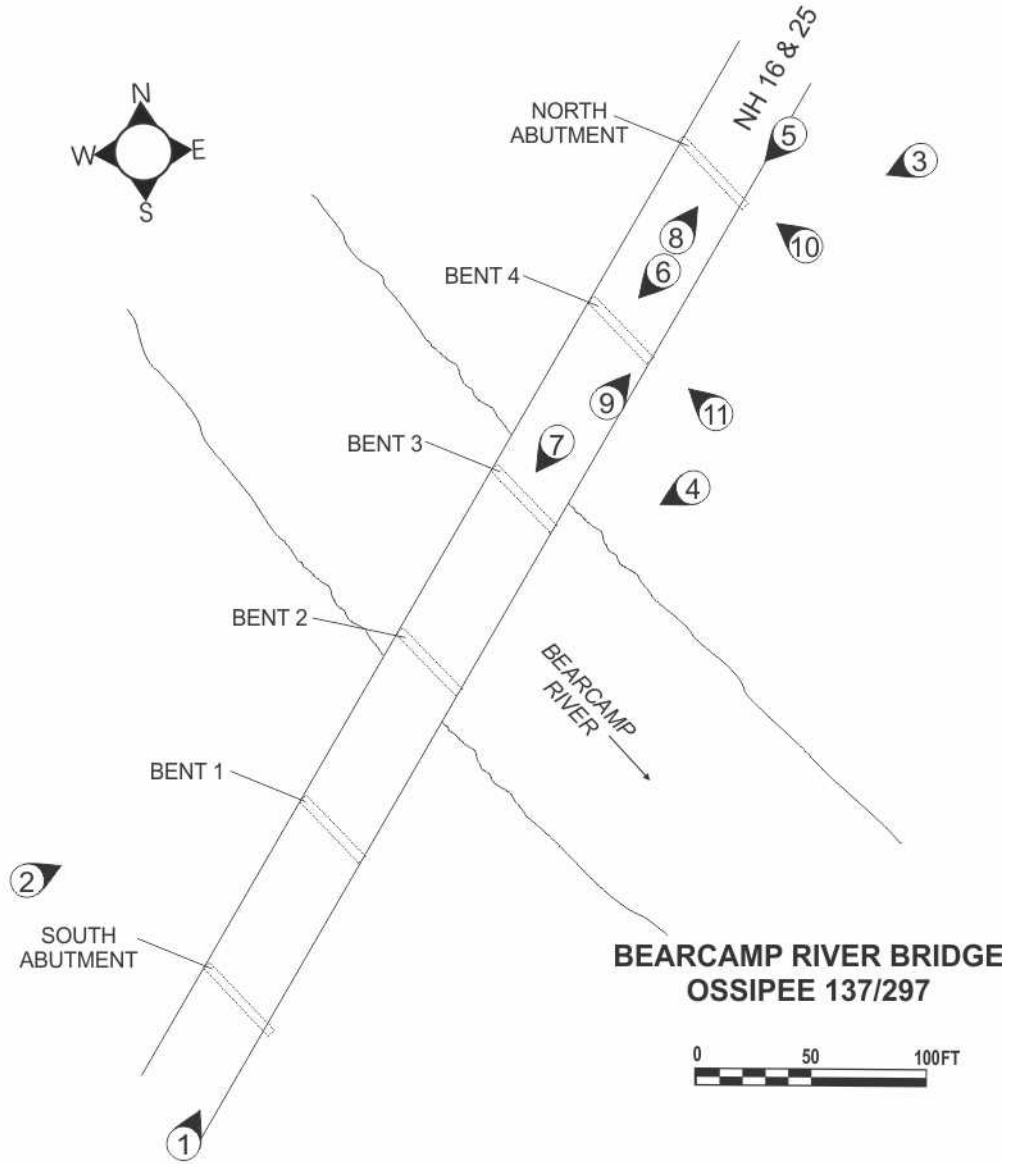 NH 16 & 25
N
W
E
S
NORTH
ABUTMENT
5
3
8
10
6
BENT 4
9
11
BENT 3
7
4
BENT 2
BEARCAMP
RIVER
BENT 1
2
SOUTH
ABUTMENT
BEARCAMP RIVER BRIDGE
OSSIPEE 137/297
0 50 100FT
1